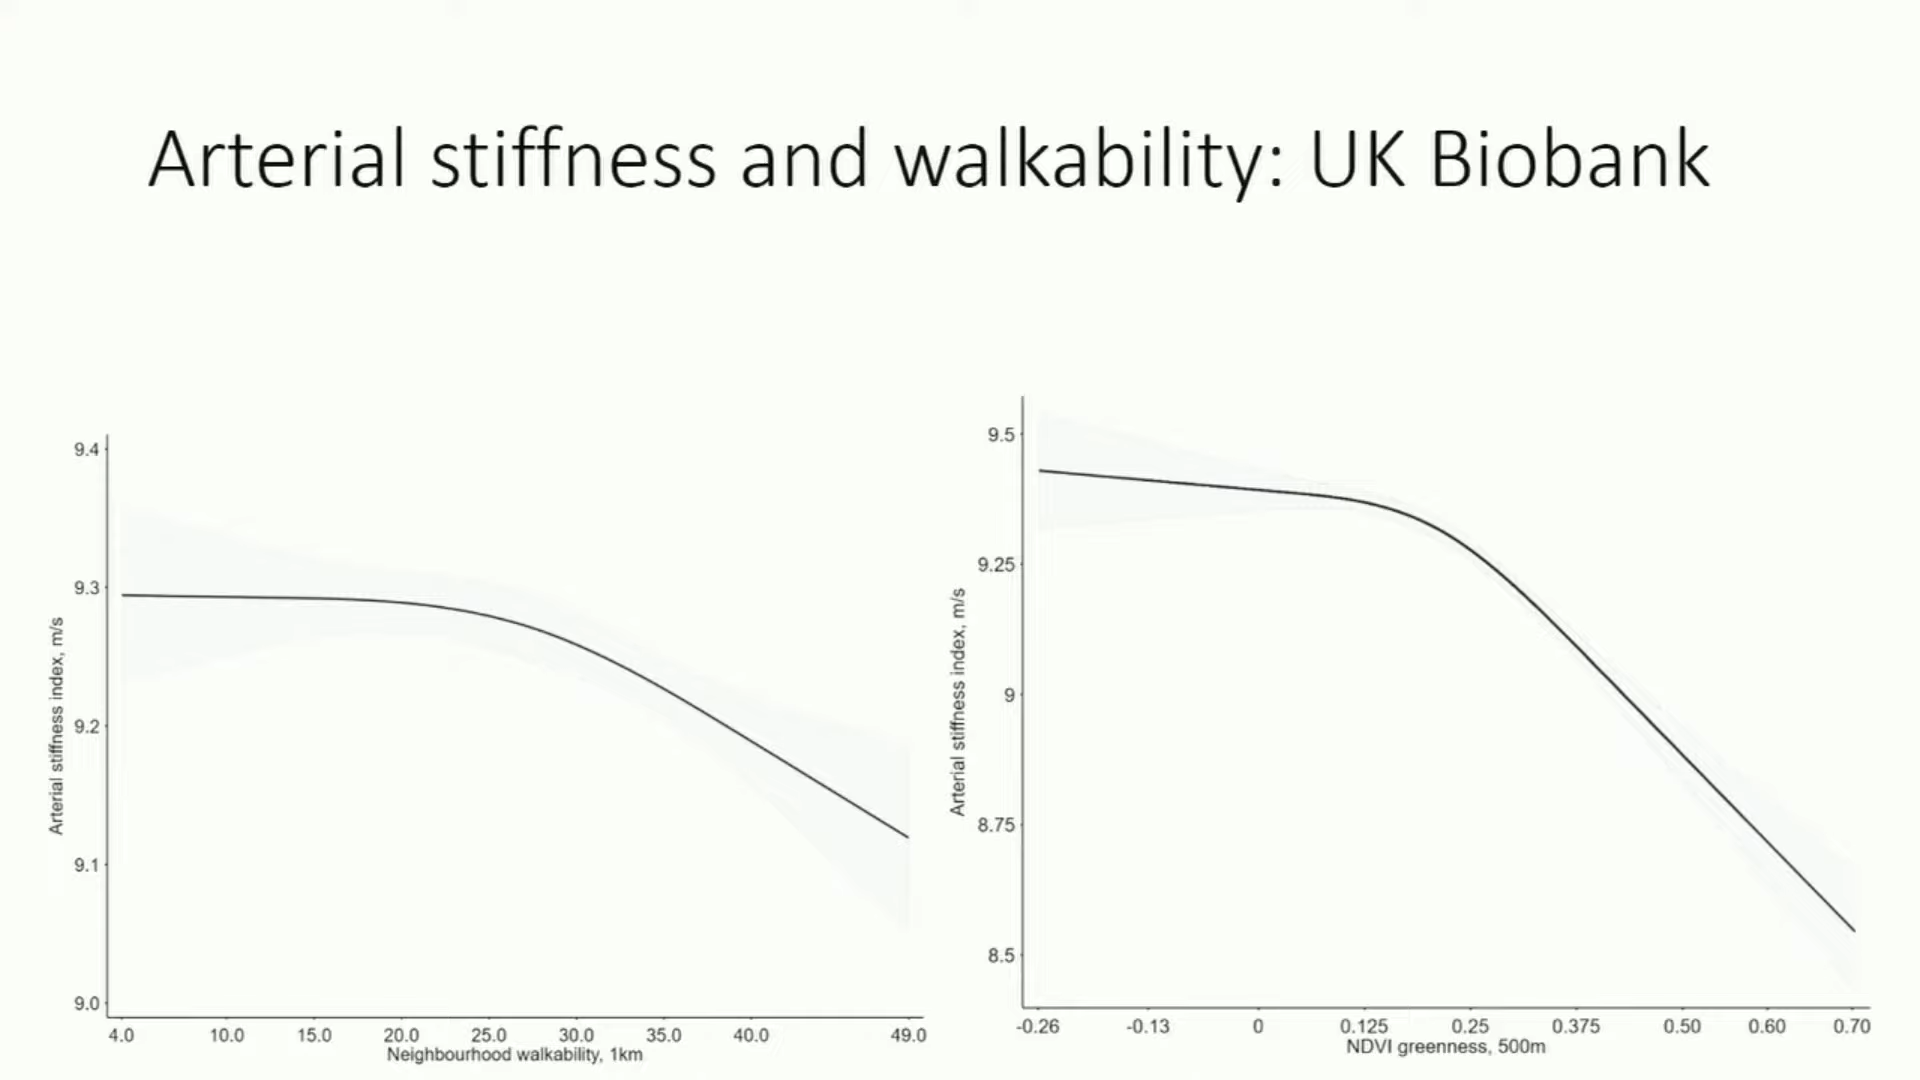 Arterial stiffness and walkability: UK Biobank
9.4
9.3
9.2
9.1
9.0
Arterial stiffness index, m/s
4.0 10.0 15.0 20.0 25.0 30.0 35.0 40.0 49.0
Neighbourhood walkability, 1km
9.5
9.25
9
8.75
8.5
Arterial stiffness index, m/s
-0.26 -0.13 0 0.125 0.25 0.375 0.50 0.60 0.70
NDVI greenness, 500m